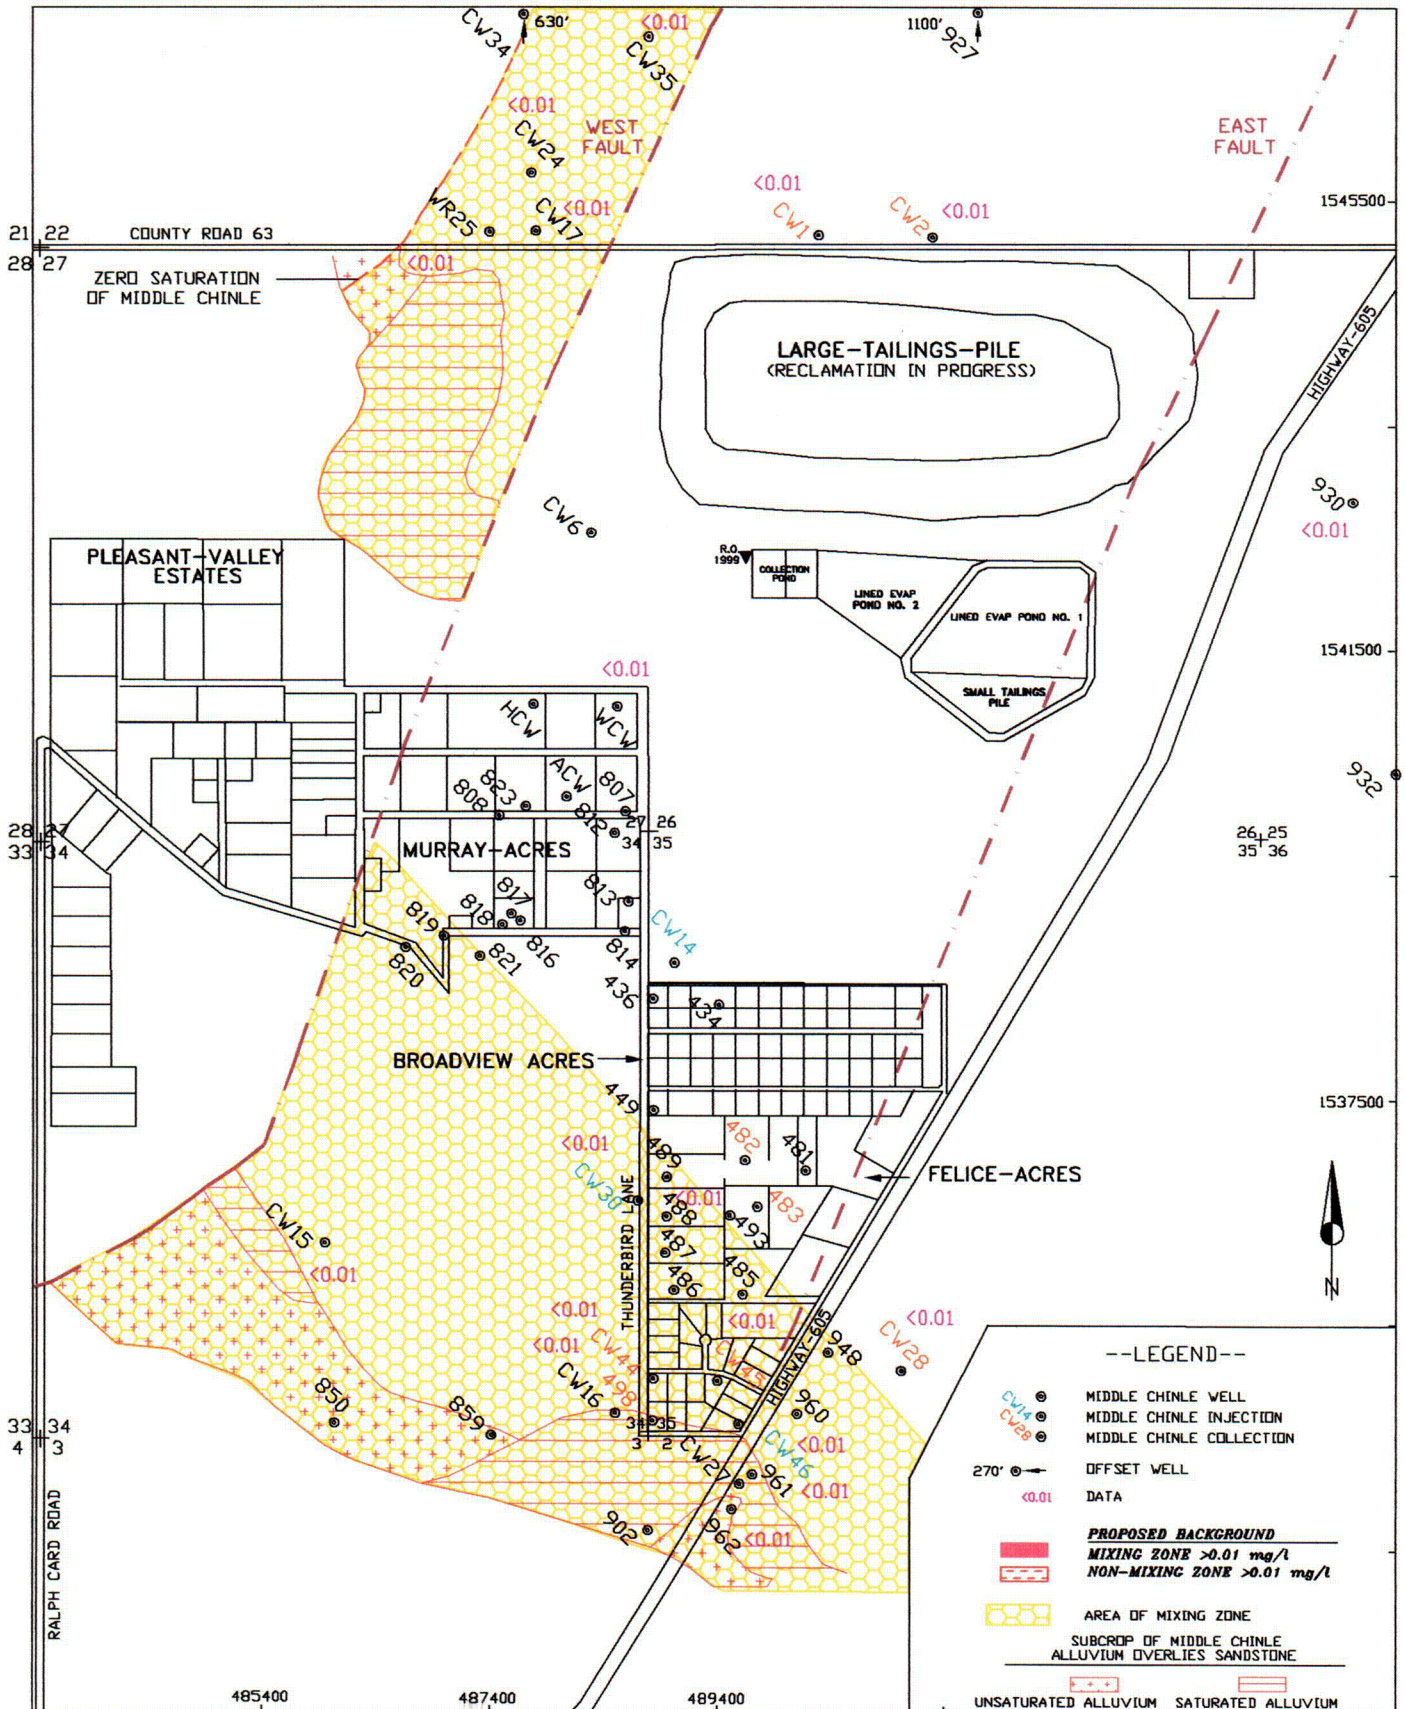 CW34
630'
<0.01
CW35
1100'
927
<0.01
WEST
FAULT
EAST
FAULT
CW24
<0.01
<0.01
<0.01
WR25
CW17
CW1
CW2
1545500
21 22
COUNTY ROAD 63
28 27
<0.01
ZERO SATURATION
OF MIDDLE CHINLE
HIGHWAY-605
LARGE-TAILINGS-PILE
(RECLAMATION IN PROGRESS)
930
<0.01
CW6
R.O.
1999
COLLECTION
POND
PLEASANT-VALLEY
ESTATES
LINED EVAP
POND NO. 2
LINED EVAP POND NO. 1
1541500
<0.01
SMALL TAILINGS
PILE
HCW
WCW
ACW
807
823
808
812
932
28 27
33 34
27 26
34 35
26 25
35 36
MURRAY-ACRES
813
817
818
819
820
821
816
814
CW14
436
434
BROADVIEW ACRES
449
1537500
<0.01
489
482
481
FELICE-ACRES
CW30
THUNDERBIRD LANE
<0.01
488
493
483
CW15
487
<0.01
486
485
N
<0.01
<0.01
<0.01
<0.01
CW44
CW45
HIGHWAY-605
948
CW28
498
CW16
850
859
960
33 34
4 3
34 35
3 2
CW27
CW46
<0.01
961
<0.01
902
962
<0.01
RALPH CARD ROAD
485400
487400
489400
--LEGEND--
CW14
CW28
MIDDLE CHINLE WELL
MIDDLE CHINLE INJECTION
MIDDLE CHINLE COLLECTION
270'
OFFSET WELL
<0.01
DATA
PROPOSED BACKGROUND
MIXING ZONE >0.01 mg/l
NON-MIXING ZONE >0.01 mg/l
AREA OF MIXING ZONE
SUBCROP OF MIDDLE CHINLE
ALLUVIUM OVERLIES SANDSTONE
UNSATURATED ALLUVIUM
SATURATED ALLUVIUM